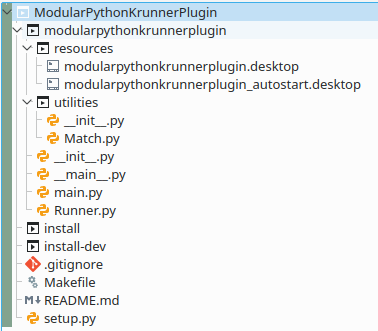 ModularPythonKrunnerPlugin
modularpythonkrunnerplugin
resources
modularpythonkrunnerplugin.desktop
modularpythonkrunnerplugin_autostart.desktop
utilities
__init__.py
Match.py
__init__.py
__main__.py
main.py
Runner.py
install
install-dev
.gitignore
Makefile
M↓ README.md
setup.py